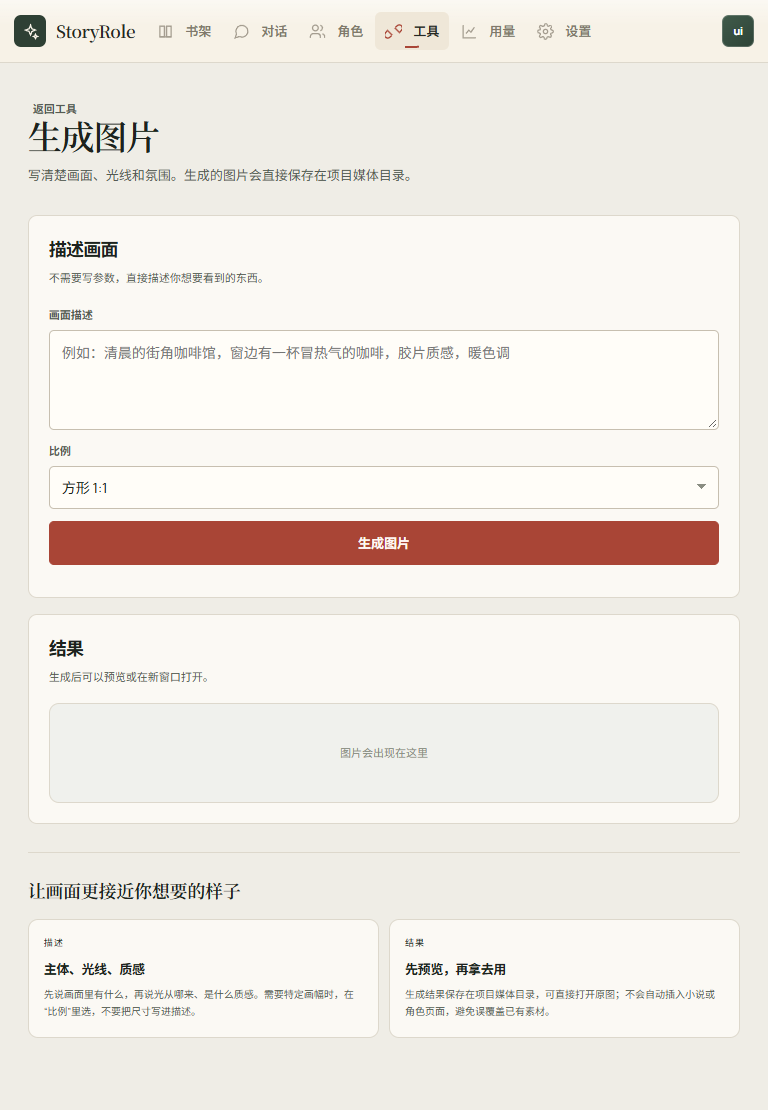 StoryRole
书架
对话
角色
工具
用量
设置
ui
返回工具
生成图片
写清楚画面、光线和氛围。生成的图片会直接保存在项目媒体目录。
描述画面
不需要写参数，直接描述你想要看到的东西。
画面描述
例如：清晨的街角咖啡馆，窗边有一杯冒热气的咖啡，胶片质感，暖色调
比例
方形 1:1
生成图片
结果
生成后可以预览或在新窗口打开。
图片会出现在这里
让画面更接近你想要的样子
描述
主体、光线、质感
先说画面里有什么，再说光从哪来、是什么质感。需要特定画幅时，在
“比例”里选，不要把尺寸写进描述。
结果
先预览，再拿去用
生成结果保存在项目媒体目录，可直接打开原图；不会自动插入小说或
角色页面，避免误覆盖已有素材。